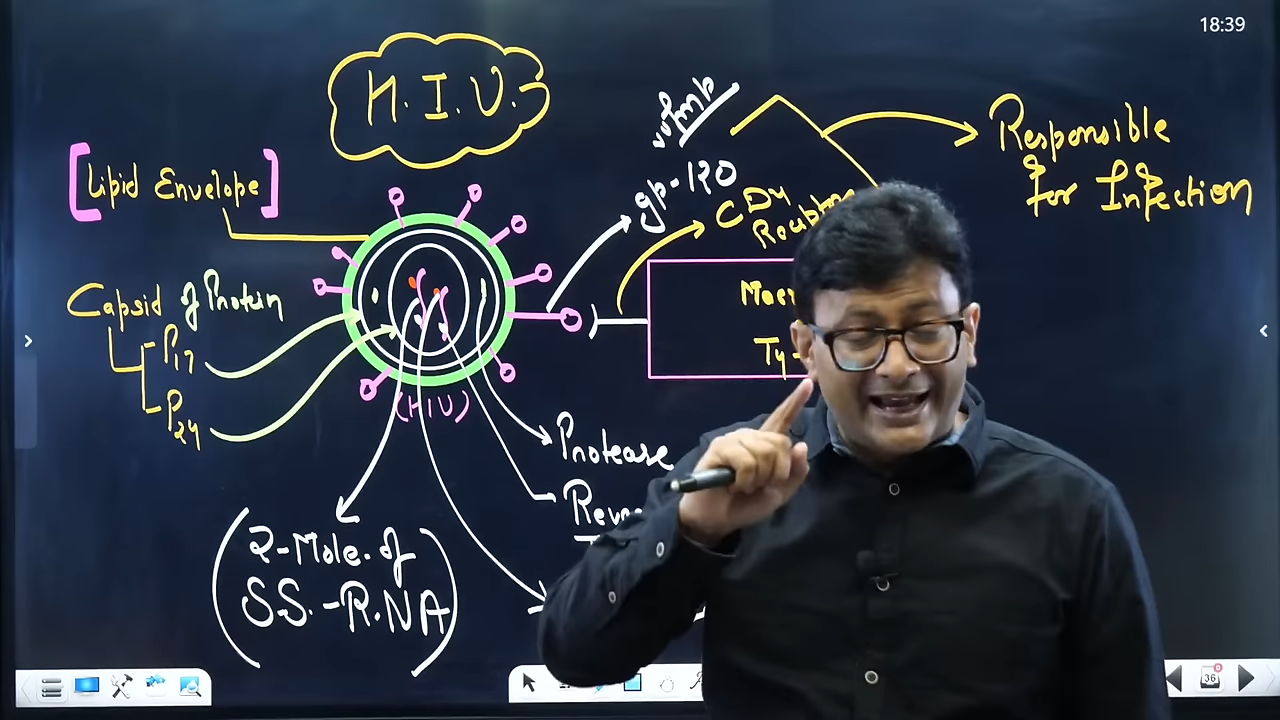 18:39
H.I.V.
[Lipid Envelope]
Capsid of Protein
P17
P24
(HIV)
vvimp
gp-120
CD4
Responsible
for Infection
Protease
2-Mole. of
SS.-R.NA
36